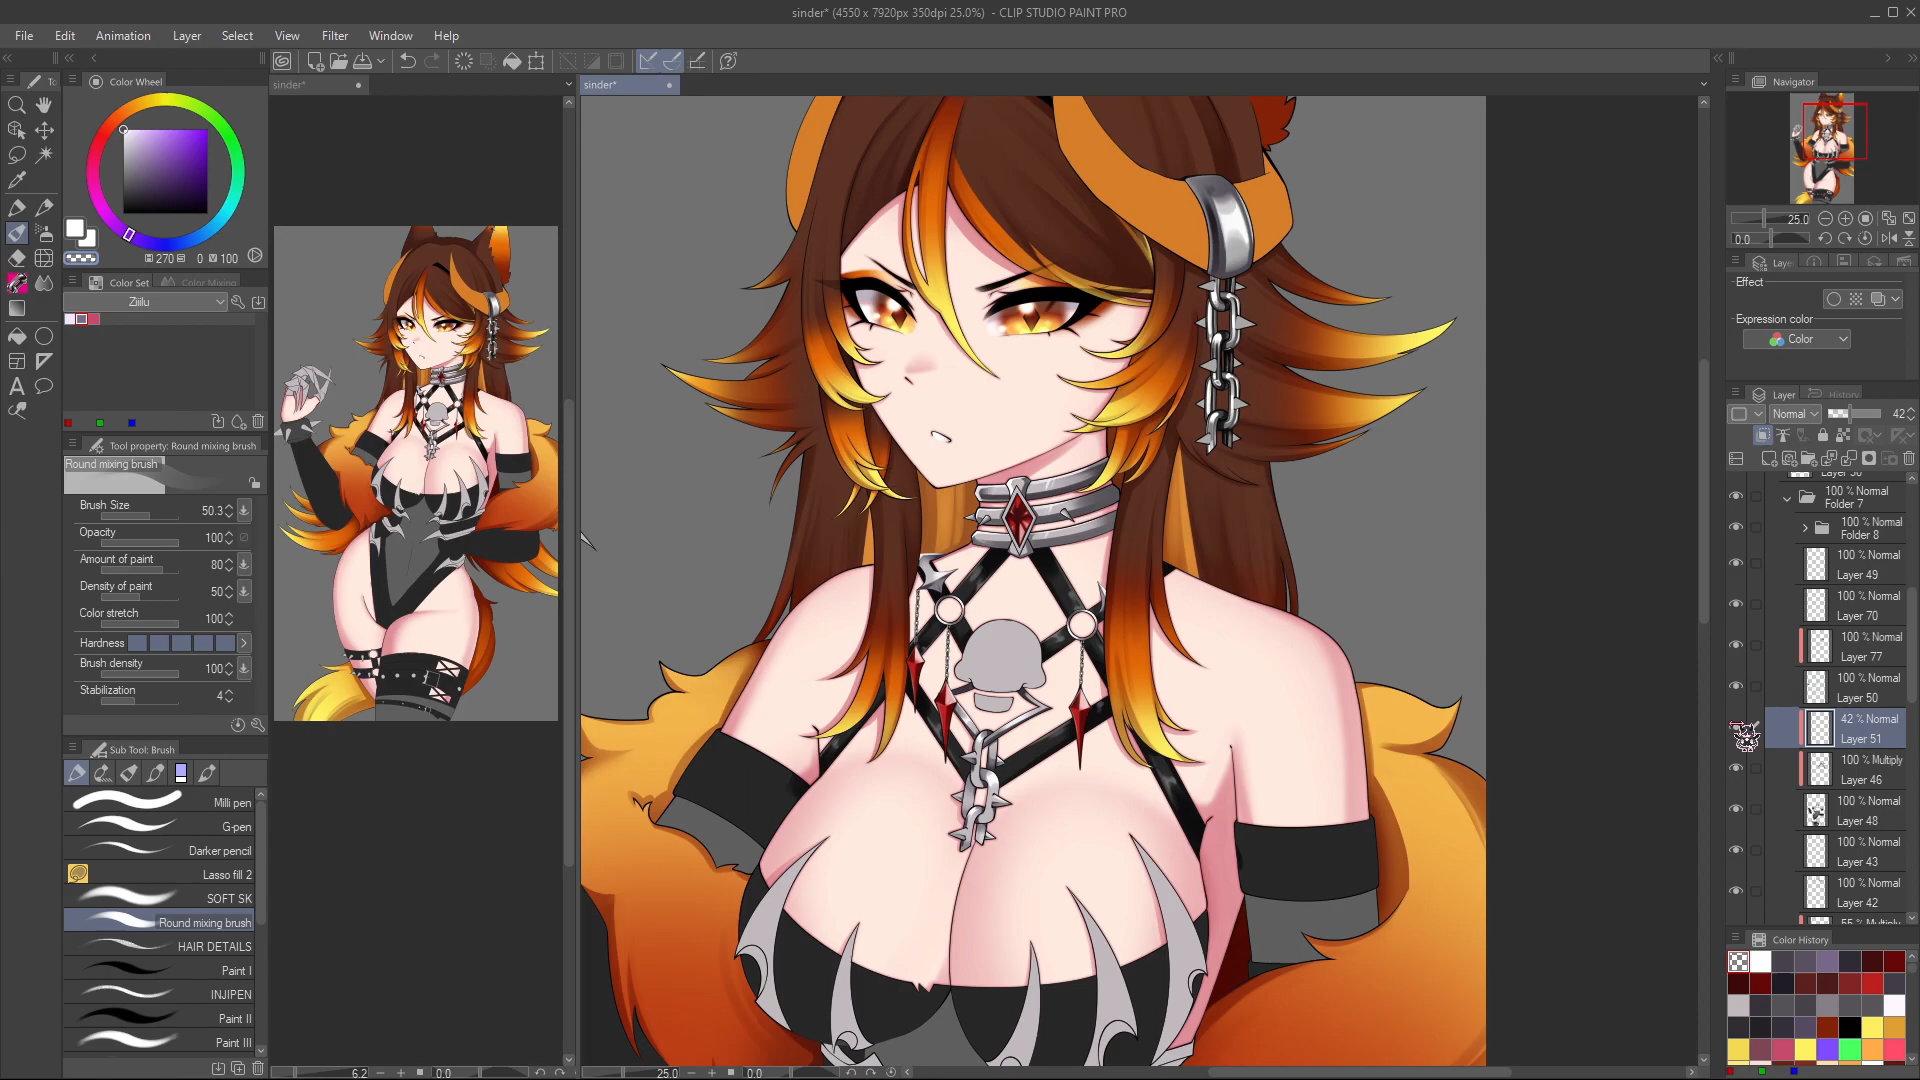 sinder* (4550 x 7920px 350dpi 25.0%) - CLIP STUDIO PAINT PRO
File Edit Animation Layer Select View Filter Window Help
sinder*
sinder*
Color Wheel
270 S 0 V 100
Color Set
Color Mixing
Ziilu
Tool property: Round mixing brush
Round mixing brush
Brush Size 50.3
Opacity 100
Amount of paint 80
Density of paint 50
Color stretch 100
Hardness
Brush density 100
Stabilization 4
Sub Tool: Brush
Milli pen
G-pen
Darker pencil
Lasso fill 2
SOFT SK
Round mixing brush
HAIR DETAILS
Paint I
INJIPEN
Paint II
Paint III
6.2
0.0
25.0
0.0
Navigator
25.0
0.0
Effect
Expression color
Color
Layer
History
Normal
42
100 % Normal
Folder 7
100 % Normal
Folder 8
100 % Normal
Layer 49
100 % Normal
Layer 70
100 % Normal
Layer 77
100 % Normal
Layer 50
42 % Normal
Layer 51
100 % Multiply
Layer 46
100 % Normal
Layer 48
100 % Normal
Layer 43
100 % Normal
Layer 42
55 % Multiply
Color History